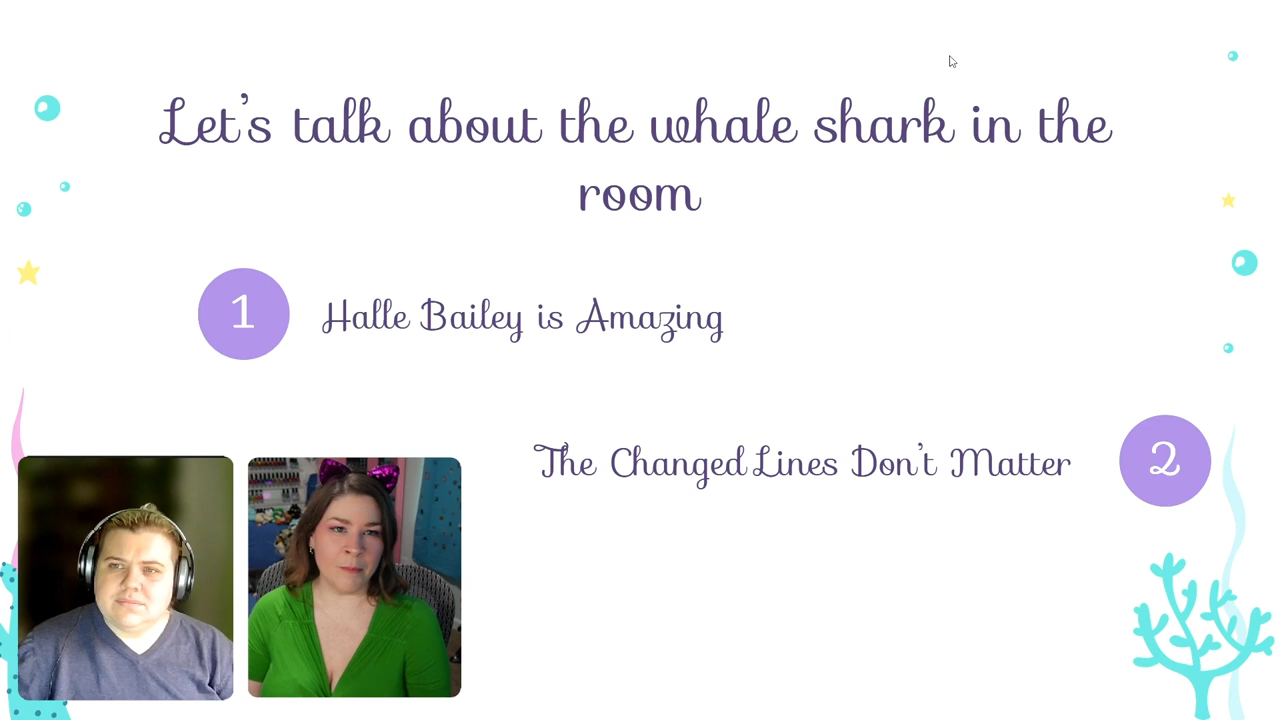 Let's talk about the whale shark in the
room
1
Halle Bailey is Amazing
The Changed Lines Don't Matter
2